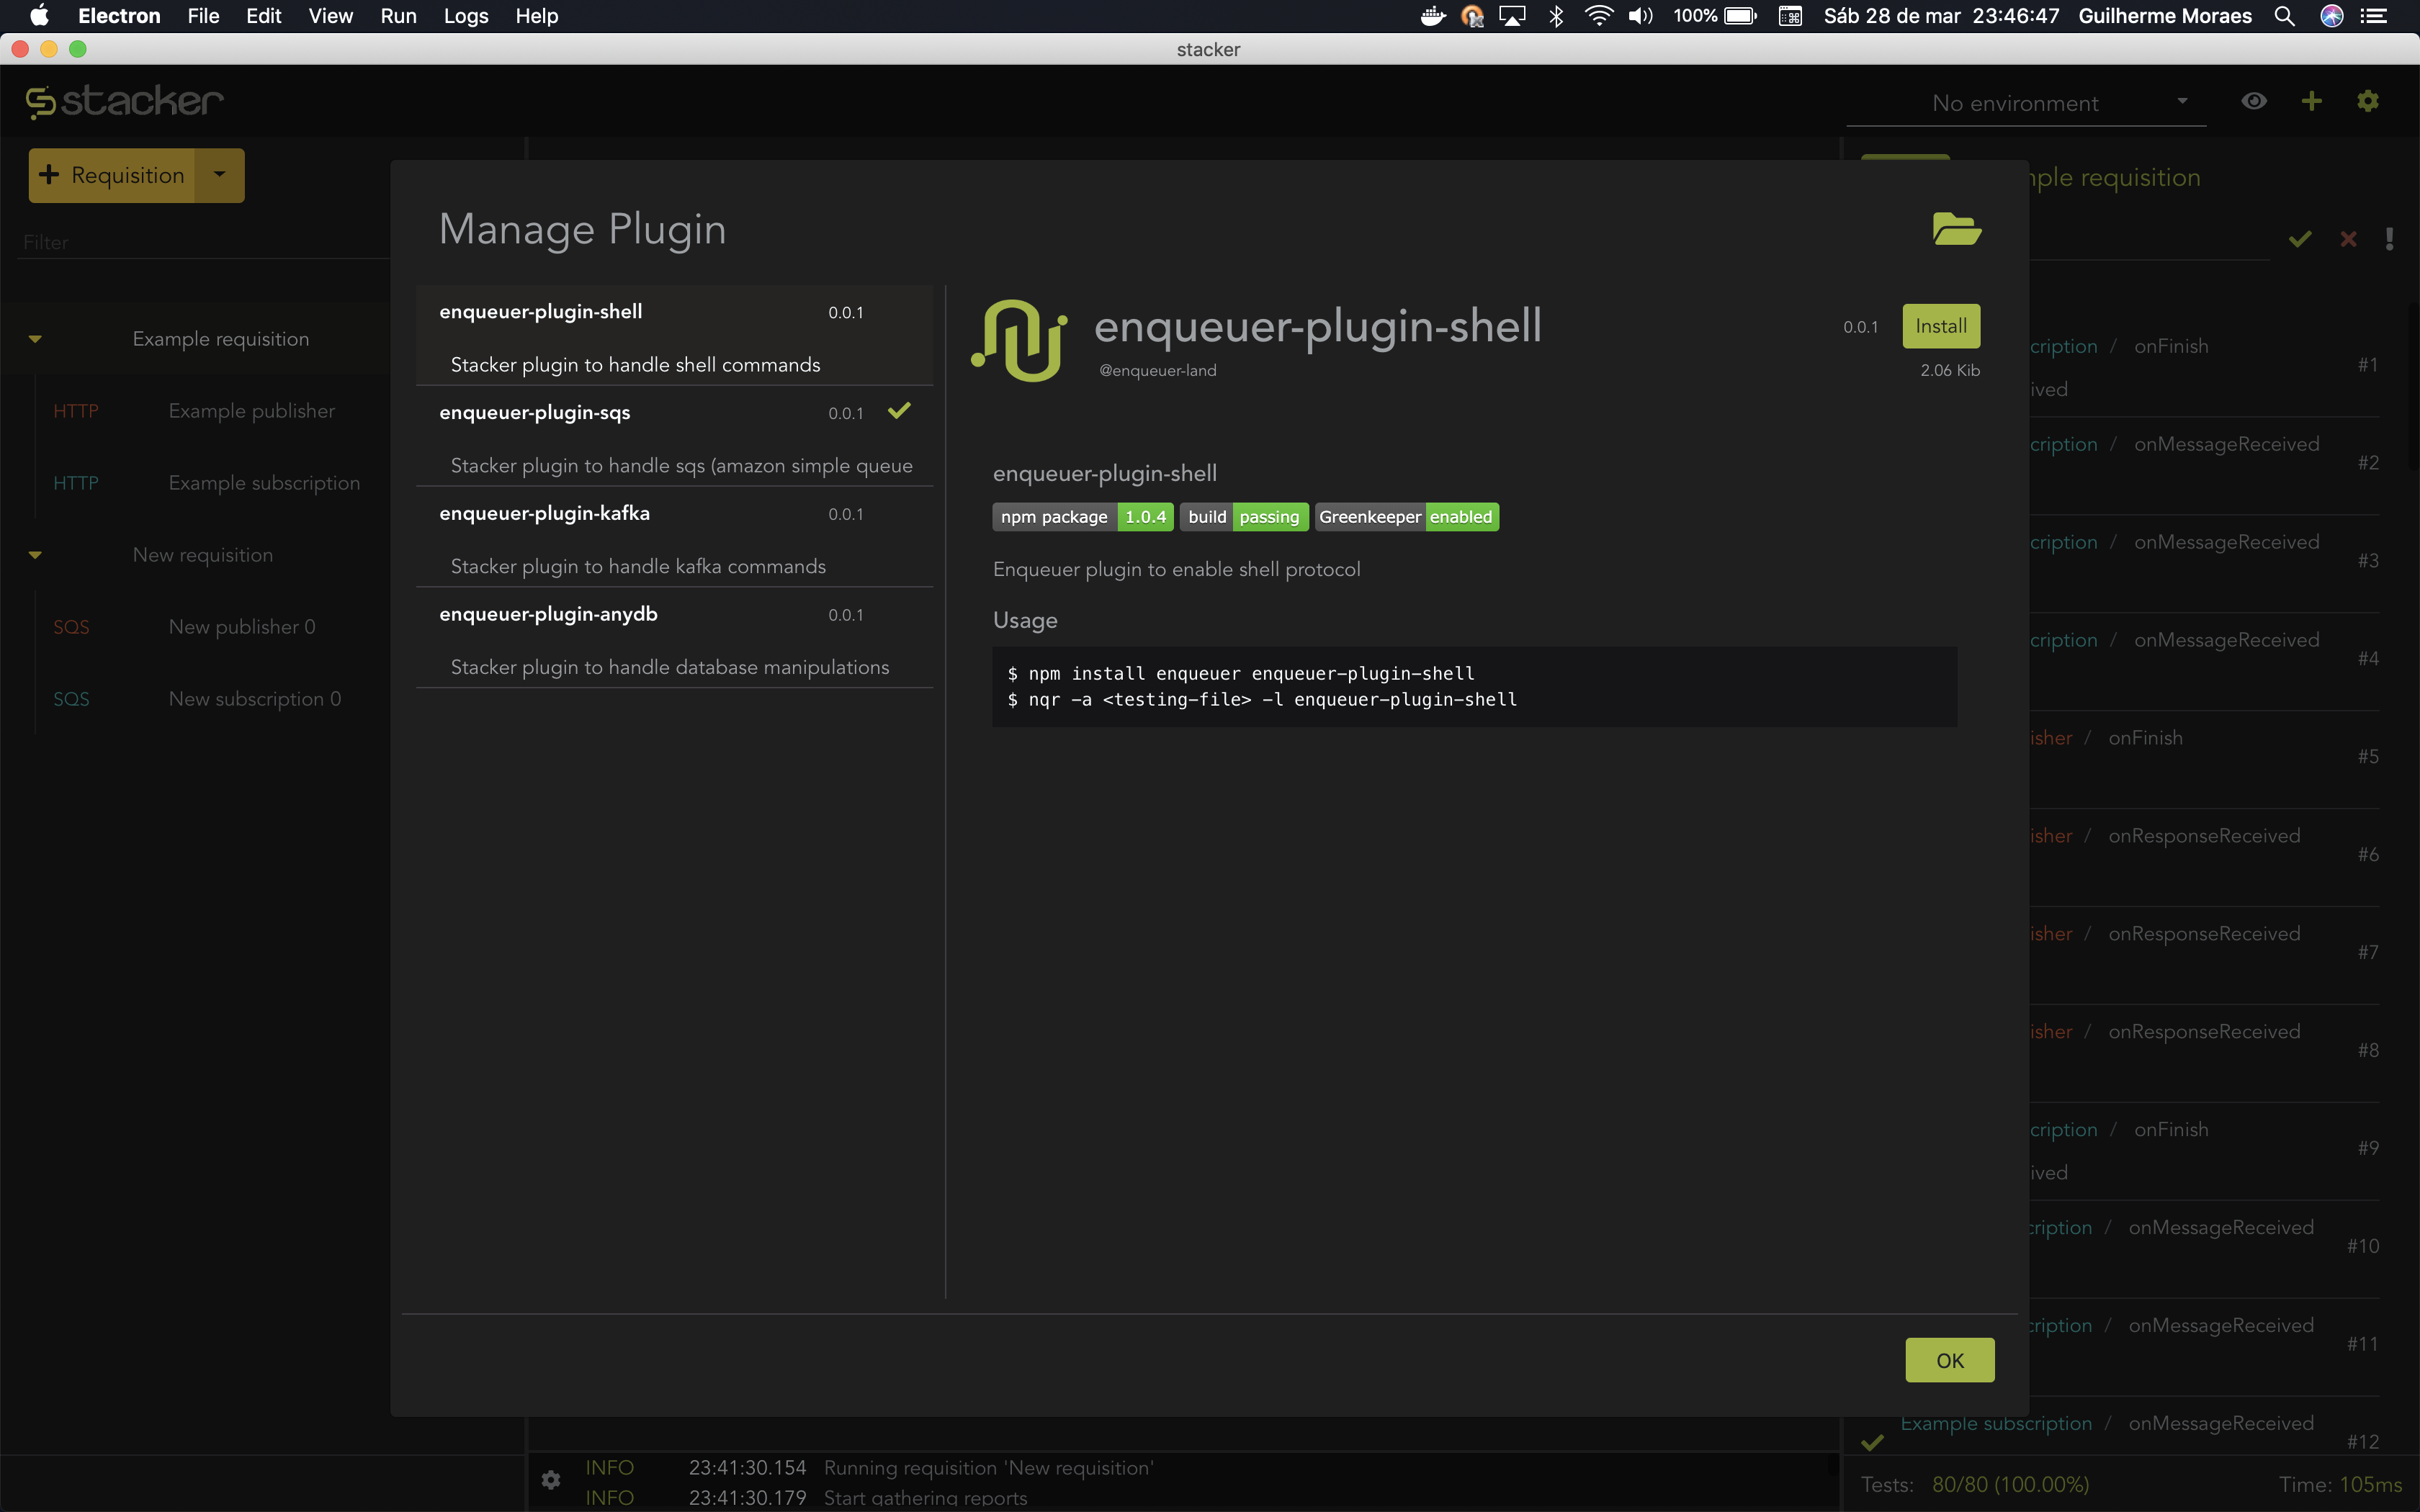 Electron File Edit View Run Logs Help 100% Sáb 28 de mar 23:46:47 Guilherme Moraes
stacker
stacker
No environment
Requisition
Filter
Example requisition
HTTP Example publisher
HTTP Example subscription
New requisition
SQS New publisher 0
SQS New subscription 0
Manage Plugin
enqueuer-plugin-shell 0.0.1
Stacker plugin to handle shell commands
enqueuer-plugin-sqs 0.0.1
Stacker plugin to handle sqs (amazon simple queue
enqueuer-plugin-kafka 0.0.1
Stacker plugin to handle kafka commands
enqueuer-plugin-anydb 0.0.1
Stacker plugin to handle database manipulations
enqueuer-plugin-shell
@enqueuer-land
0.0.1 Install
2.06 Kib
enqueuer-plugin-shell
npm package 1.0.4 build passing Greenkeeper enabled
Enqueuer plugin to enable shell protocol
Usage
$ npm install enqueuer enqueuer-plugin-shell
$ nqr -a <testing-file> -l enqueuer-plugin-shell
OK
nple requisition
cription / onFinish
#1
ived
cription / onMessageReceived
#2
cription / onMessageReceived
#3
cription / onMessageReceived
#4
isher / onFinish
#5
isher / onResponseReceived
#6
isher / onResponseReceived
#7
isher / onResponseReceived
#8
cription / onFinish
#9
ived
cription / onMessageReceived
#10
cription / onMessageReceived
#11
Example subscription / onMessageReceived
#12
INFO 23:41:30.154 Running requisition 'New requisition'
INFO 23:41:30.179 Start gathering reports
Tests: 80/80 (100.00%) Time: 105ms